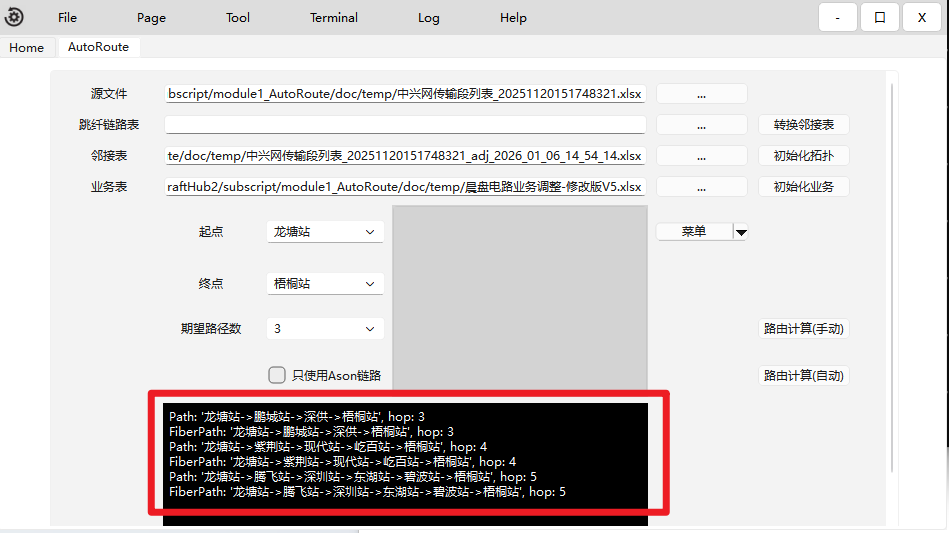 File Page Tool Terminal Log Help - 口 X
Home AutoRoute
源文件 bscript/module1_AutoRoute/doc/temp/中兴网传输段列表_20251120151748321.xlsx ...
跳纤链路表 ... 转换邻接表
邻接表 te/doc/temp/中兴网传输段列表_20251120151748321_adj_2026_01_06_14_54_14.xlsx ... 初始化拓扑
业务表 raftHub2/subscript/module1_AutoRoute/doc/temp/晨盘电路业务调整-修改版V5.xlsx ... 初始化业务
起点 龙塘站 菜单
终点 梧桐站
期望路径数 3 路由计算(手动)
只使用Ason链路 路由计算(自动)
Path: '龙塘站->鹏城站->深供->梧桐站', hop: 3
FiberPath: '龙塘站->鹏城站->深供->梧桐站', hop: 3
Path: '龙塘站->紫荆站->现代站->屹百站->梧桐站', hop: 4
FiberPath: '龙塘站->紫荆站->现代站->屹百站->梧桐站', hop: 4
Path: '龙塘站->腾飞站->深圳站->东湖站->碧波站->梧桐站', hop: 5
FiberPath: '龙塘站->腾飞站->深圳站->东湖站->碧波站->梧桐站', hop: 5